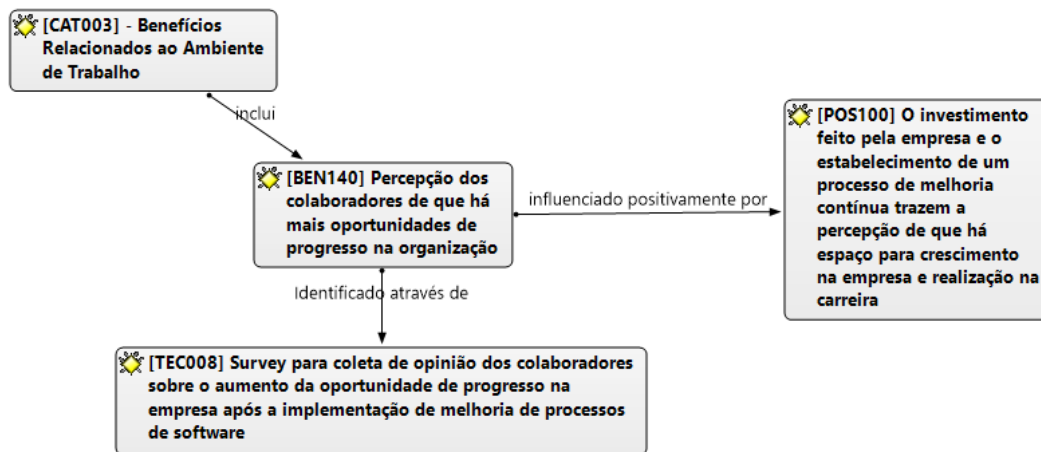 [CAT003] - Benefícios
Relacionados ao Ambiente
de Trabalho
inclui
[BEN140] Percepção dos
colaboradores de que há
mais oportunidades de
progresso na organização
influenciado positivamente por
[POS100] O investimento
feito pela empresa e o
estabelecimento de um
processo de melhoria
contínua trazem a
percepção de que há
espaço para crescimento
na empresa e realização na
carreira
Identificado através de
[TEC008] Survey para coleta de opinião dos colaboradores
sobre o aumento da oportunidade de progresso na
empresa após a implementação de melhoria de processos
de software